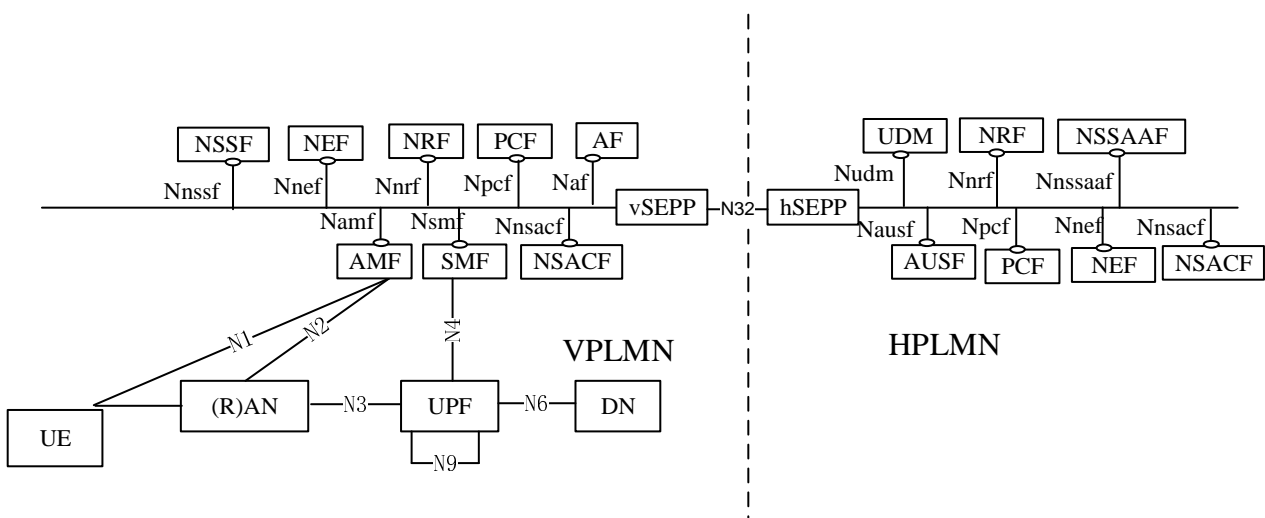 NSSF NEF NRF PCF AF UDM NRF NSSAAF
Nnssf Nnef Nnrf Npcf Naf Nudm Nnrf Nnssaaf
vSEPP N32 hSEPP
Namf Nsmf Nnsacf Nausf Npcf Nnef Nnsacf
AMF SMF NSACF AUSF PCF NEF NSACF
N1 N2 N4
VPLMN HPLMN
UE (R)AN N3 UPF N6 DN
N9